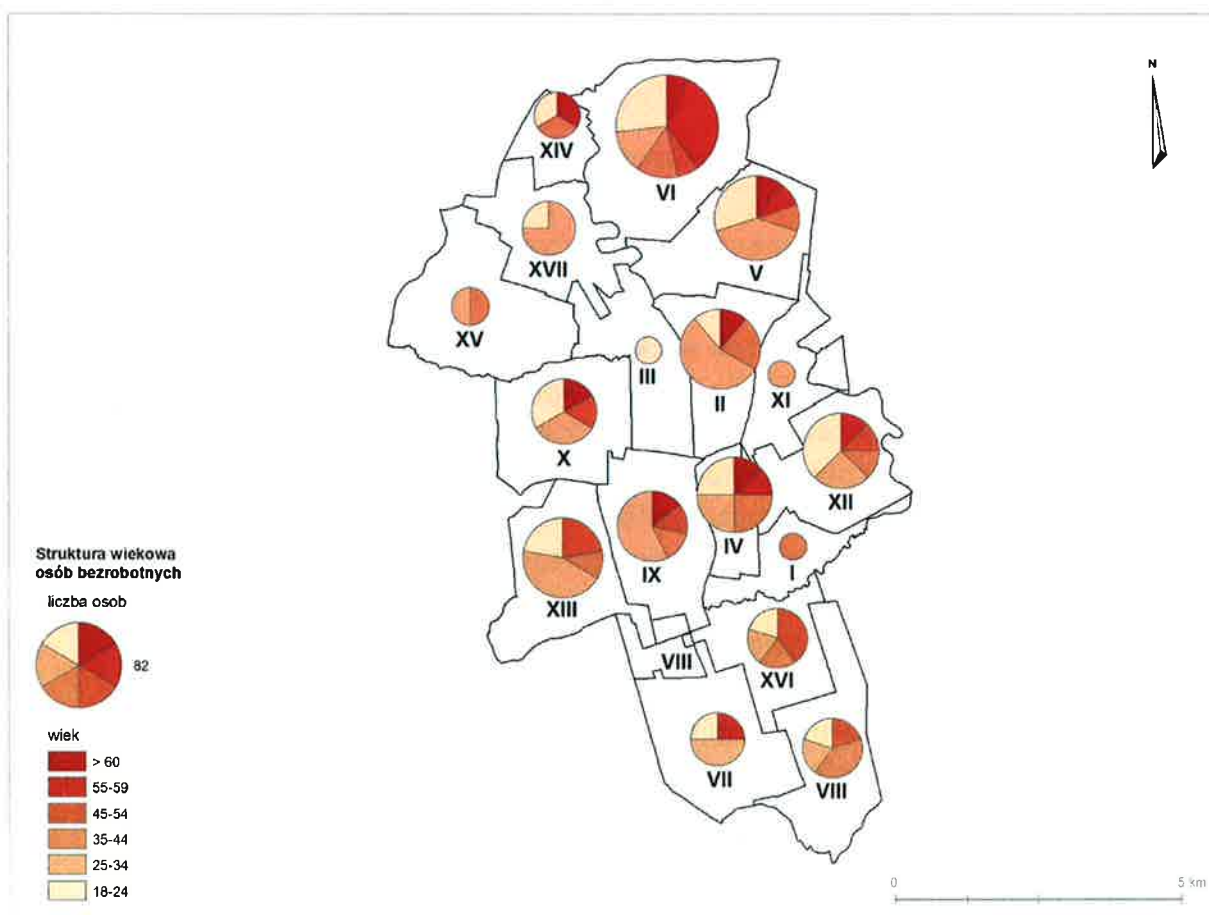 N
XIV
VI
XVII
V
XV
III
II
XI
X
XII
IX
IV
I
XIII
VIII
XVI
VII
VIII
Struktura wiekowa
osób bezrobotnych
liczba osob
82
wiek
> 60
55-59
45-54
35-44
25-34
18-24
0 5 km